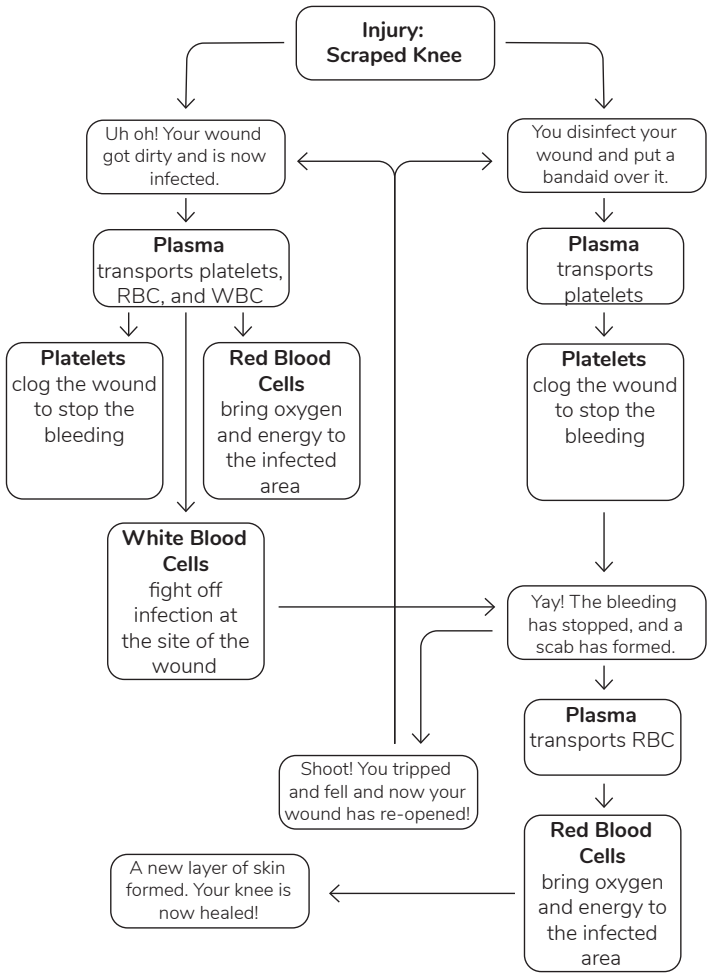 Injury:
Scraped Knee
Uh oh! Your wound
got dirty and is now
infected.
You disinfect your
wound and put a
bandaid over it.
Plasma
transports platelets,
RBC, and WBC
Plasma
transports
platelets
Platelets
clog the wound
to stop the
bleeding
Red Blood
Cells
bring oxygen
and energy to
the infected
area
Platelets
clog the wound
to stop the
bleeding
White Blood
Cells
fight off
infection at
the site of the
wound
Yay! The bleeding
has stopped, and a
scab has formed.
Plasma
transports RBC
Shoot! You tripped
and fell and now your
wound has re-opened!
Red Blood
Cells
bring oxygen
and energy to
the infected
area
A new layer of skin
formed. Your knee is
now healed!